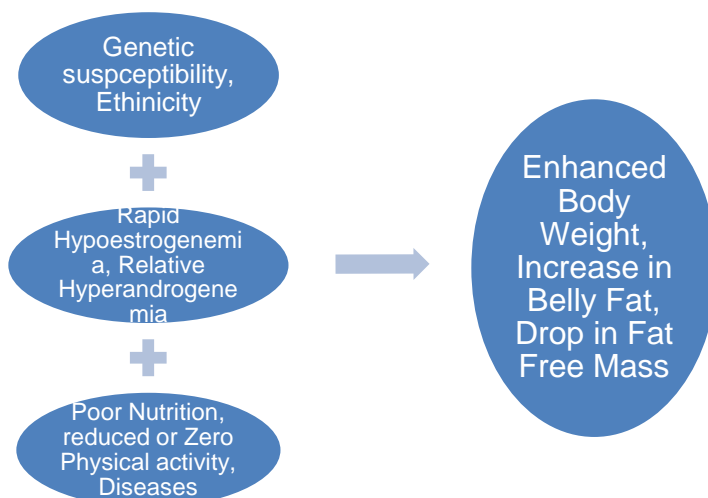 Genetic
suspceptibility,
Ethinicity
Rapid
Hypoestrogenemi
a, Relative
Hyperandrogene
mia
Poor Nutrition,
reduced or Zero
Physical activity,
Diseases
Enhanced
Body
Weight,
Increase in
Belly Fat,
Drop in Fat
Free Mass